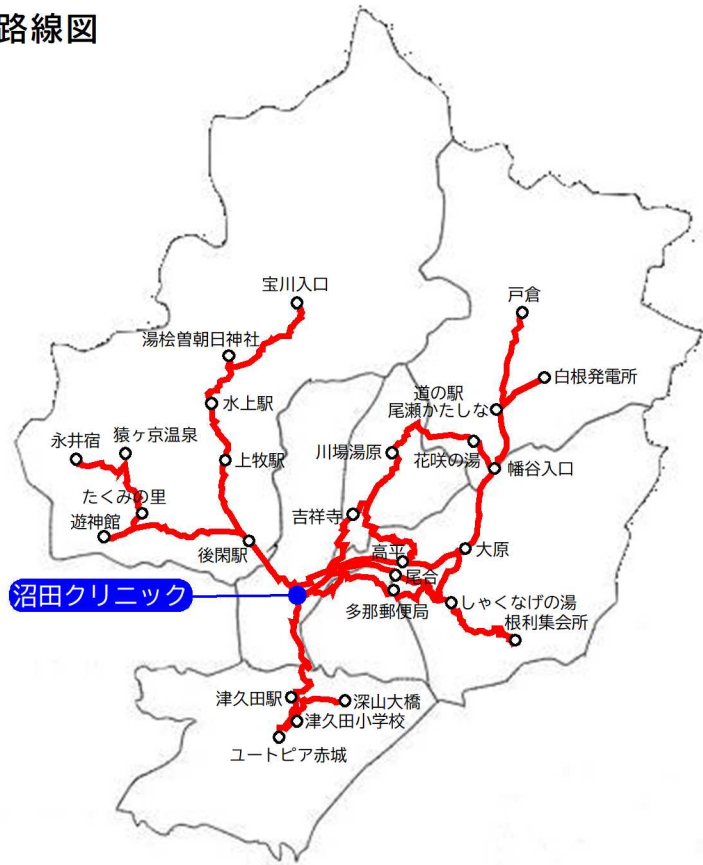 路線図
宝川入口
戸倉
湯桧曽朝日神社
白根発電所
道の駅
尾瀬かたしな
水上駅
猿ヶ京温泉
永井宿
上牧駅
川場湯原
花咲の湯
幡谷入口
たくみの里
遊神館
吉祥寺
後閑駅
高平
大原
尾合
沼田クリニック
多那郵便局
しゃくなげの湯
根利集会所
津久田駅
深山大橋
津久田小学校
ユートピア赤城